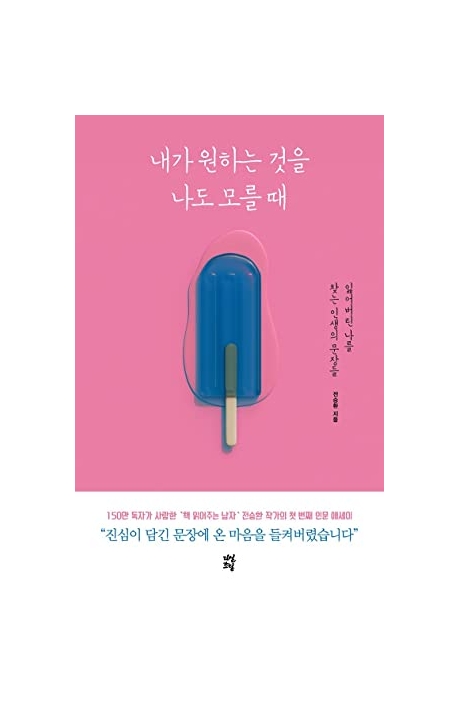 내가 원하는 것을
나도 모를 때
잃어버린 나를
찾는 인생의 문장들
전승환 지음
150만 독자가 사랑한 '책 읽어주는 남자' 전승환 작가의 첫 번째 인문 에세이
“진심이 담긴 문장에 온 마음을 들켜버렸습니다”
다산
초당